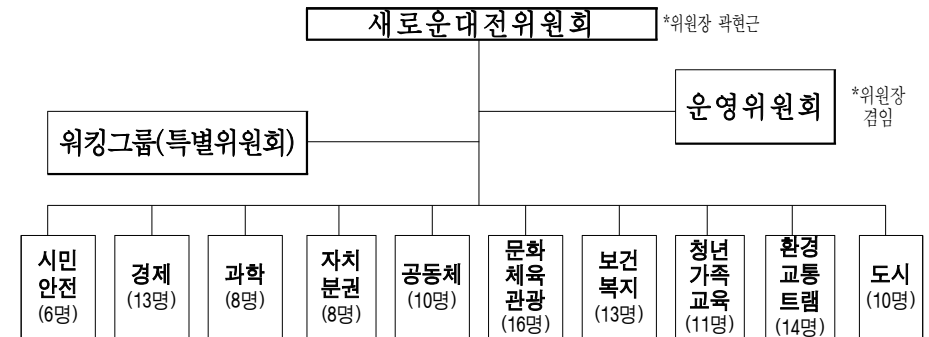 새로운대전위원회
*위원장 곽현근
운영위원회
*위원장
겸임
워킹그룹(특별위원회)
시민
안전
(6명)
경제
(13명)
과학
(8명)
자치
분권
(8명)
공동체
(10명)
문화
체육
관광
(16명)
보건
복지
(13명)
청년
가족
교육
(11명)
환경
교통
트램
(14명)
도시
(10명)